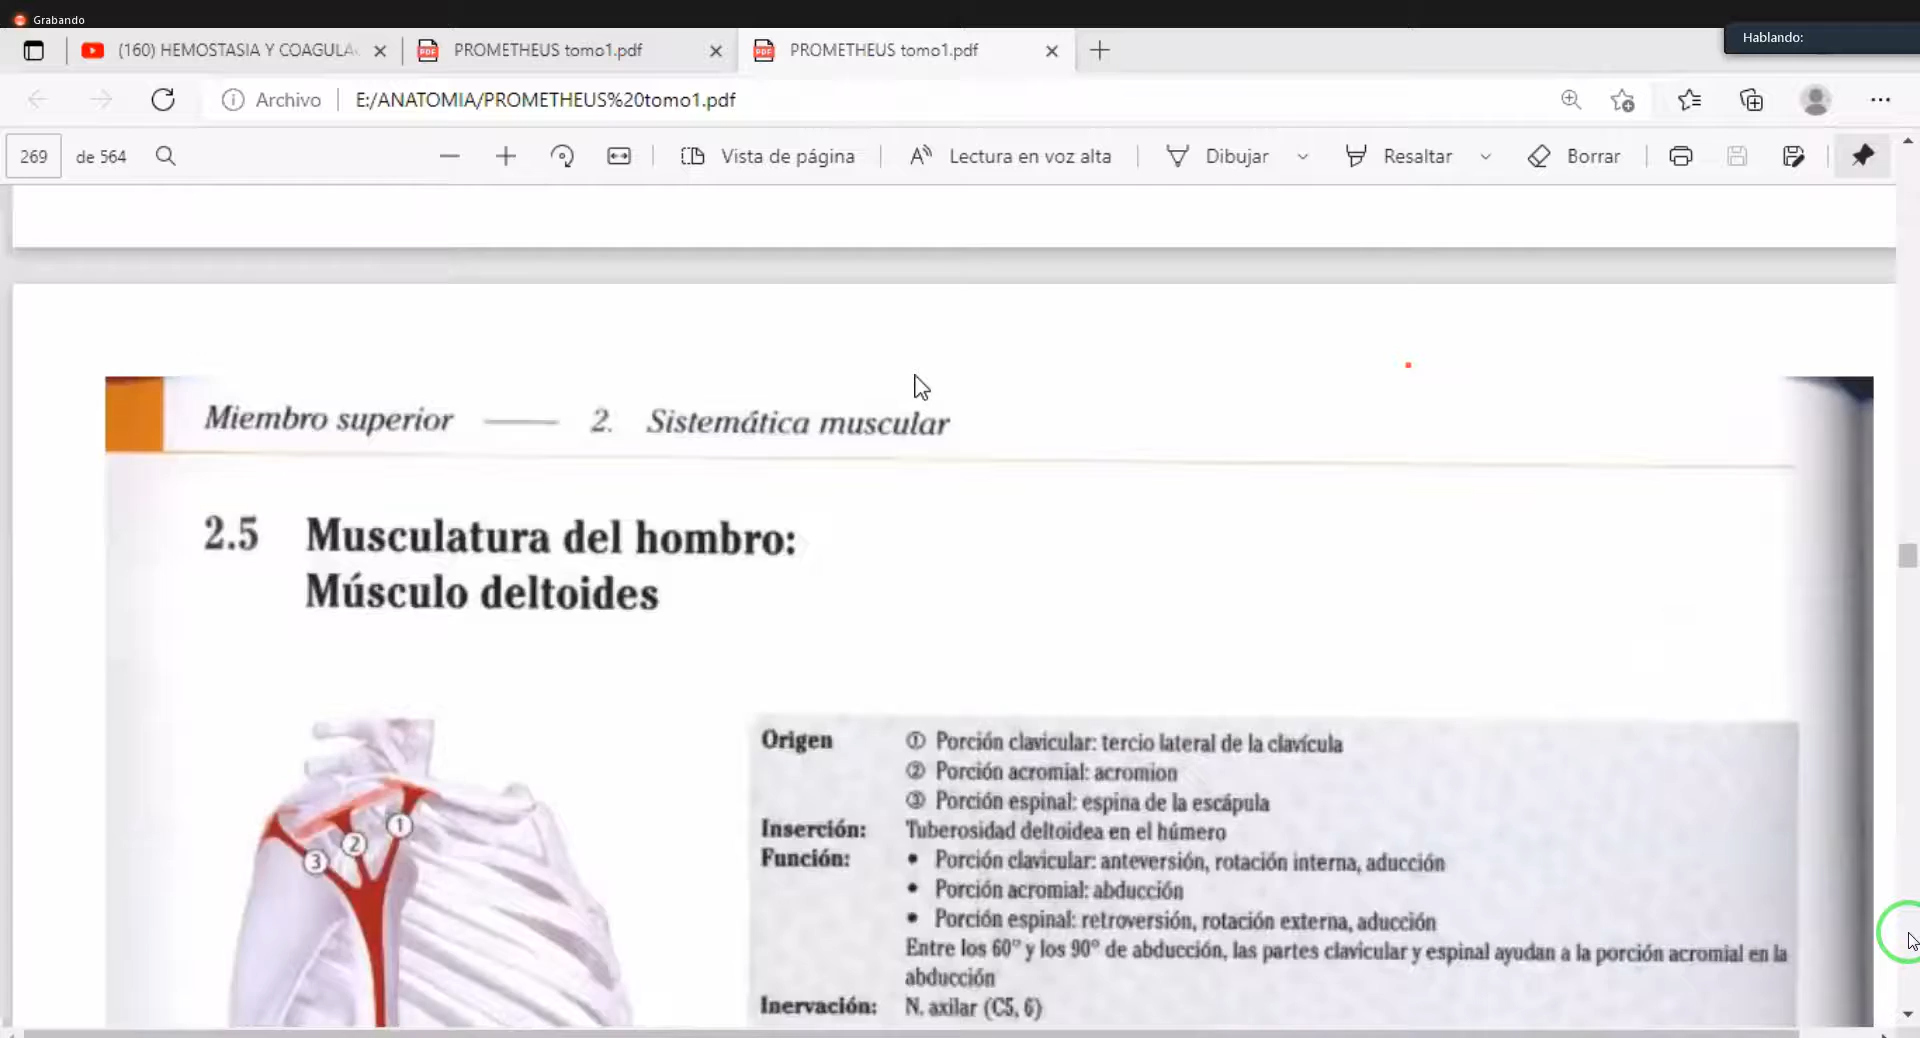 Grabando
(160) HEMOSTASIA Y COAGULA
PROMETHEUS tomo1.pdf
PROMETHEUS tomo1.pdf
Hablando:
Archivo
E:/ANATOMIA/PROMETHEUS%20tomo1.pdf
269 de 564
Vista de página
Lectura en voz alta
Dibujar
Resaltar
Borrar
Miembro superior —— 2. Sistemática muscular
2.5 Musculatura del hombro:
Músculo deltoides
① ② ③
Origen ① Porción clavicular: tercio lateral de la clavícula
② Porción acromial: acromion
③ Porción espinal: espina de la escápula
Inserción: Tuberosidad deltoidea en el húmero
Función: • Porción clavicular: anteversión, rotación interna, aducción
• Porción acromial: abducción
• Porción espinal: retroversión, rotación externa, aducción
Entre los 60° y los 90° de abducción, las partes clavicular y espinal ayudan a la porción acromial en la
abducción
Inervación: N. axilar (C5, 6)